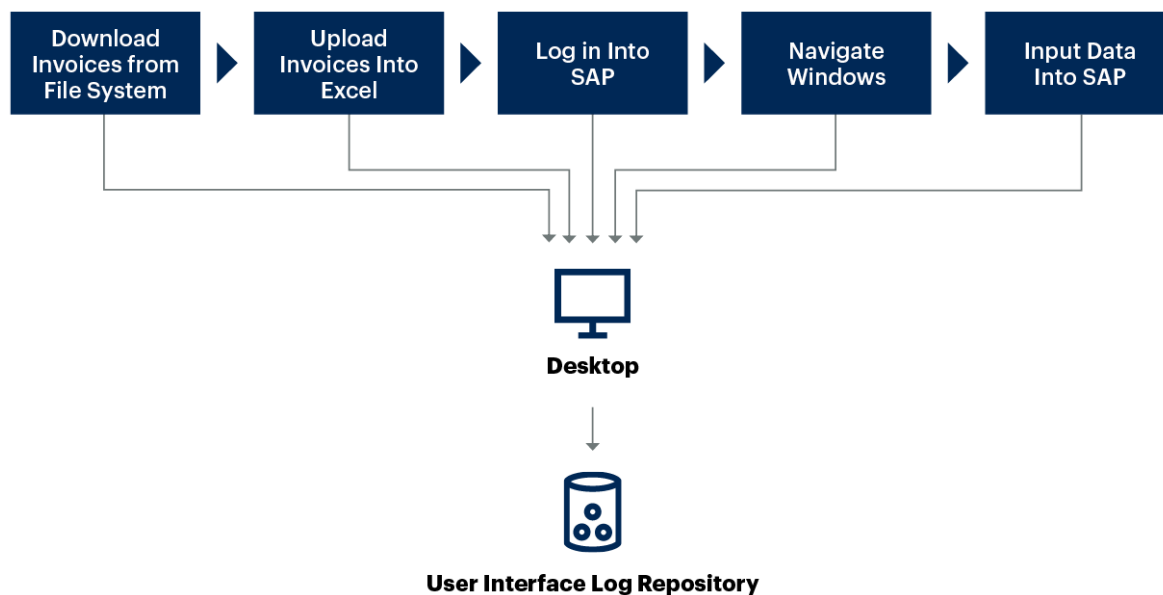 Download
Invoices from
File System
Upload
Invoices Into
Excel
Log in Into
SAP
Navigate
Windows
Input Data
Into SAP
Desktop
User Interface Log Repository